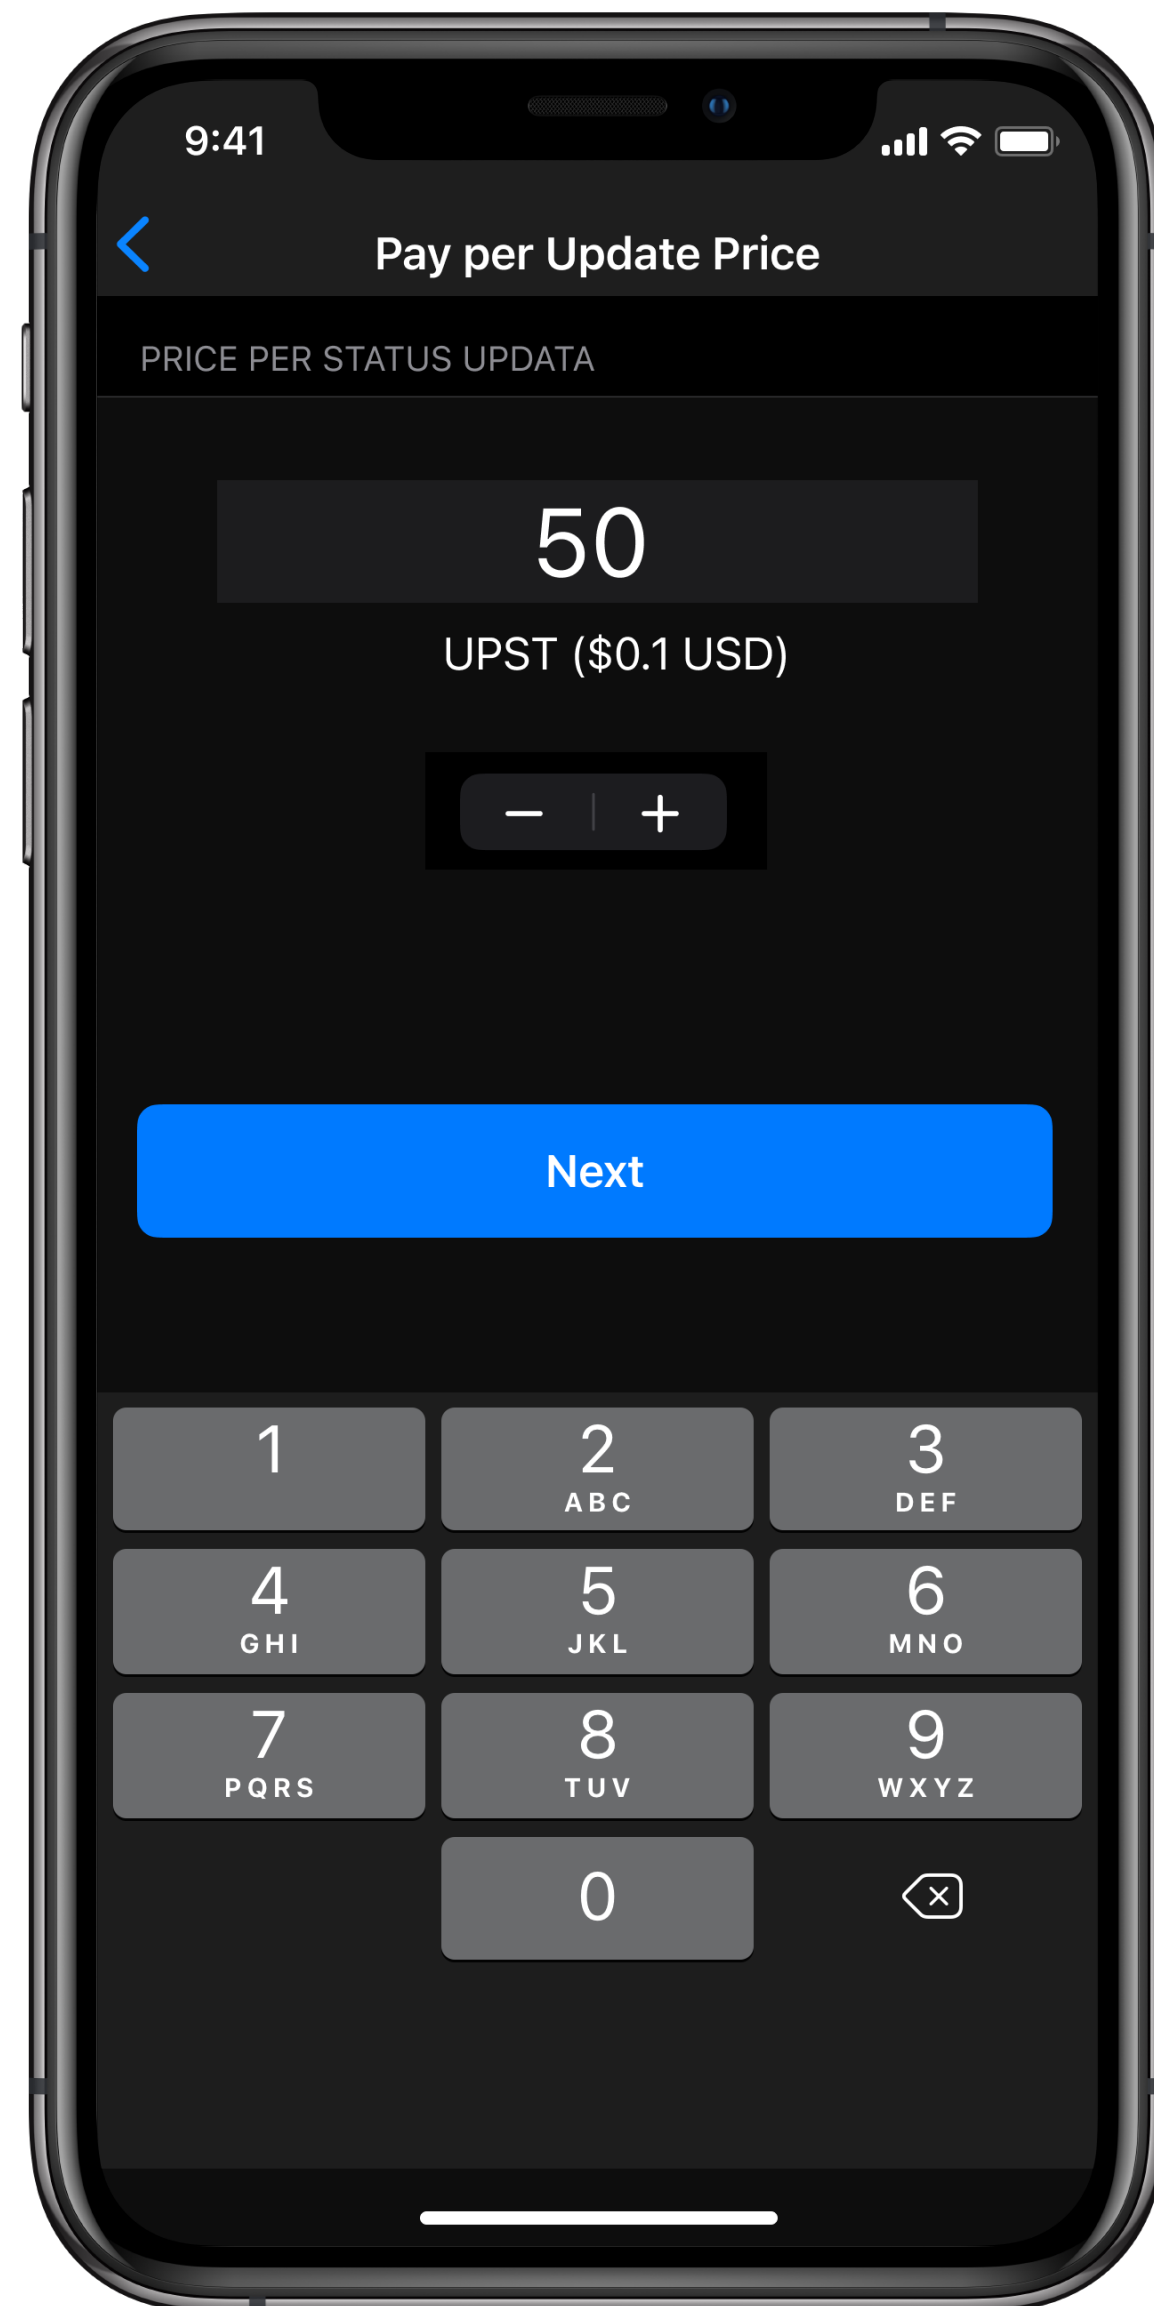 9:41
Pay per Update Price
PRICE PER STATUS UPDATA
50
UPST ($0.1 USD)
Next
1 2 3
ABC DEF
4 5 6
GHI JKL MNO
7 8 9
PQRS TUV WXYZ
0